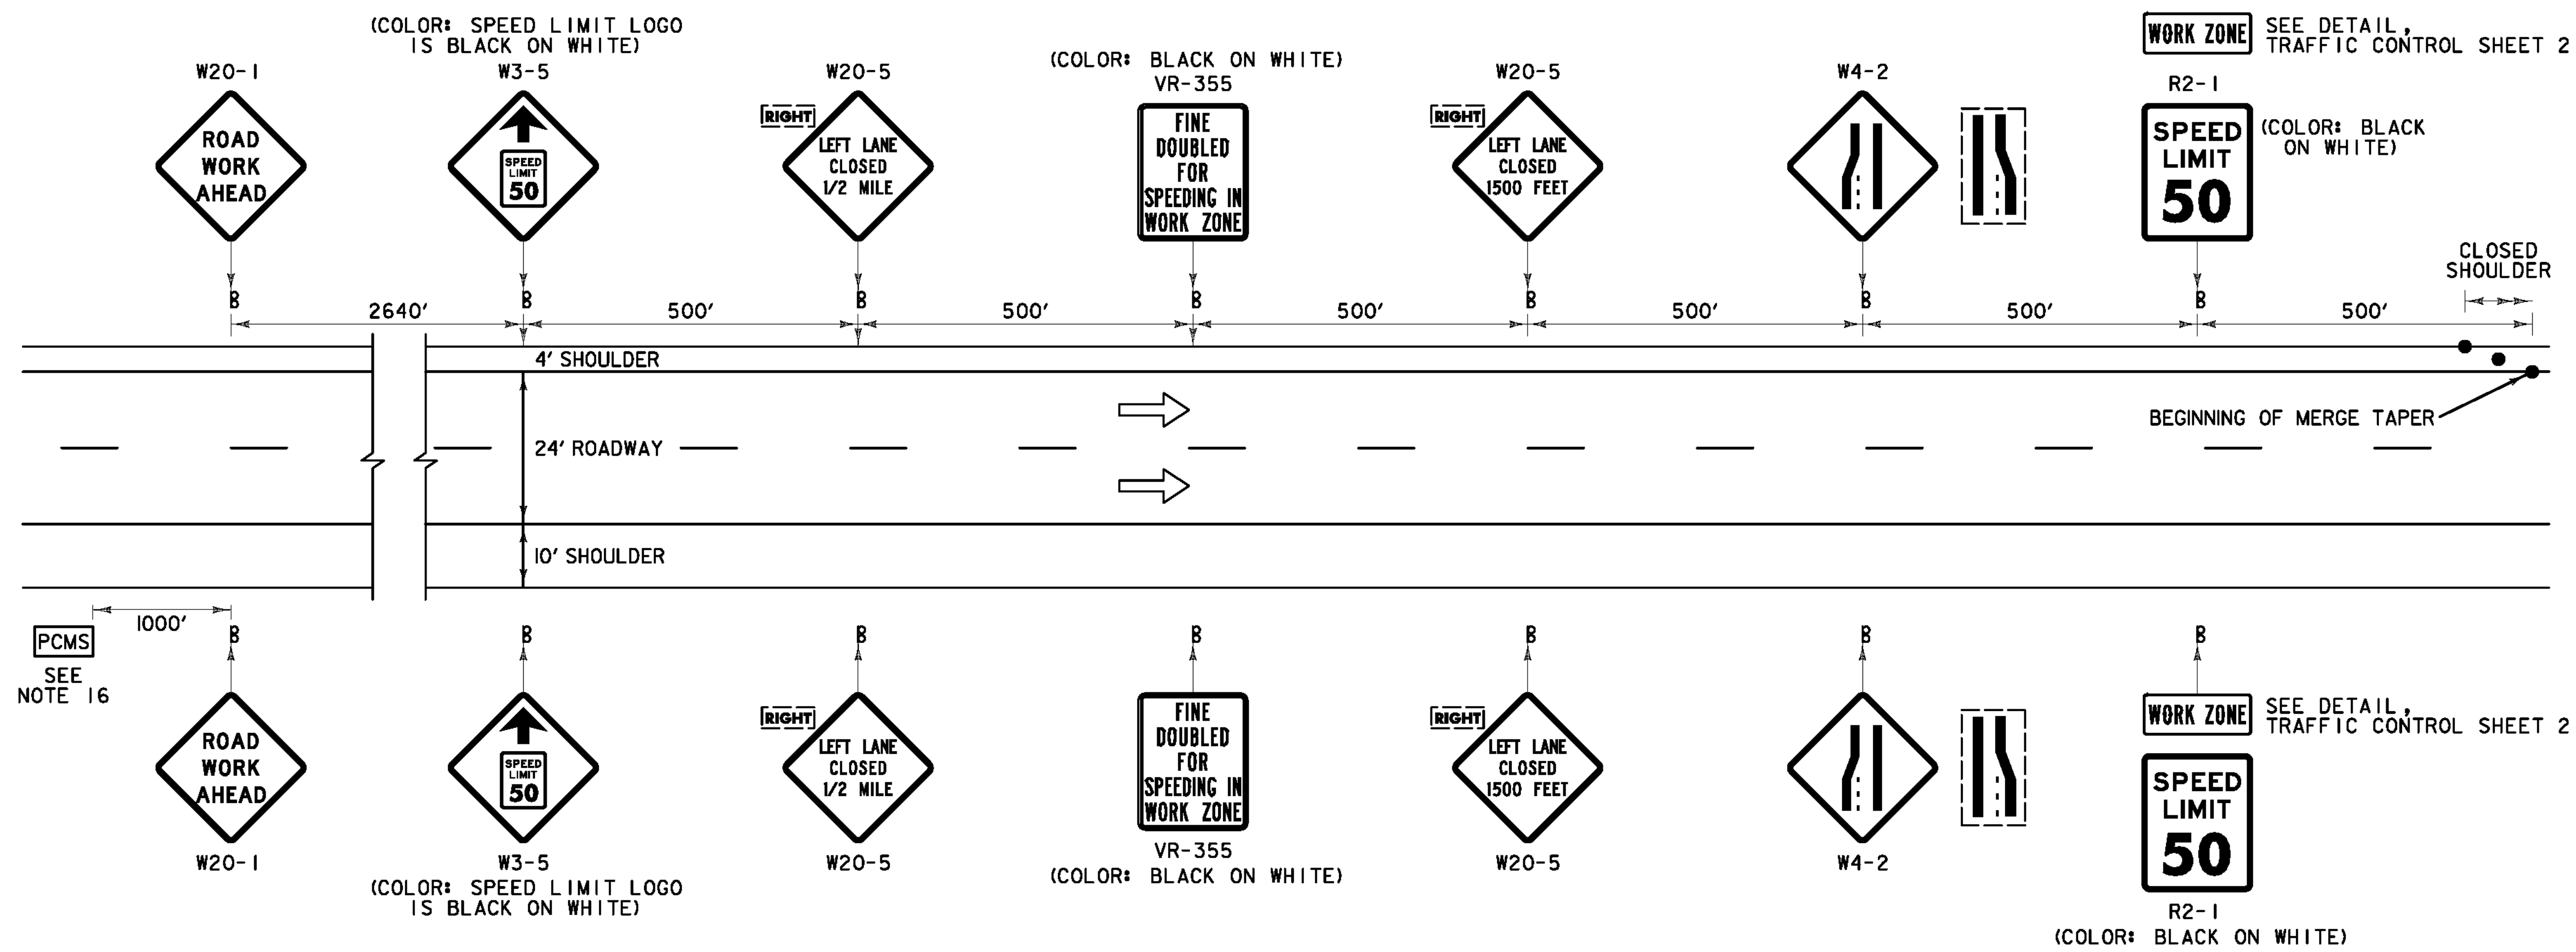 (COLOR: SPEED LIMIT LOGO
IS BLACK ON WHITE)
(COLOR: BLACK ON WHITE)
WORK ZONE
SEE DETAIL,
TRAFFIC CONTROL SHEET 2
W20-1
W3-5
W20-5
VR-355
W20-5
W4-2
R2-1
ROAD
WORK
AHEAD
SPEED
LIMIT
50
RIGHT
LEFT LANE
CLOSED
1/2 MILE
FINE
DOUBLED
FOR
SPEEDING IN
WORK ZONE
RIGHT
LEFT LANE
CLOSED
1500 FEET
SPEED
LIMIT
50
(COLOR: BLACK
ON WHITE)
CLOSED
SHOULDER
B
B
B
B
B
B
B
2640'
500'
500'
500'
500'
500'
500'
4' SHOULDER
24' ROADWAY
10' SHOULDER
BEGINNING OF MERGE TAPER
1000'
PCMS
SEE
NOTE 16
B
B
B
B
B
B
B
ROAD
WORK
AHEAD
W20-1
SPEED
LIMIT
50
W3-5
(COLOR: SPEED LIMIT LOGO
IS BLACK ON WHITE)
RIGHT
LEFT LANE
CLOSED
1/2 MILE
W20-5
FINE
DOUBLED
FOR
SPEEDING IN
WORK ZONE
VR-355
(COLOR: BLACK ON WHITE)
RIGHT
LEFT LANE
CLOSED
1500 FEET
W20-5
W4-2
WORK ZONE
SEE DETAIL,
TRAFFIC CONTROL SHEET 2
SPEED
LIMIT
50
R2-1
(COLOR: BLACK ON WHITE)